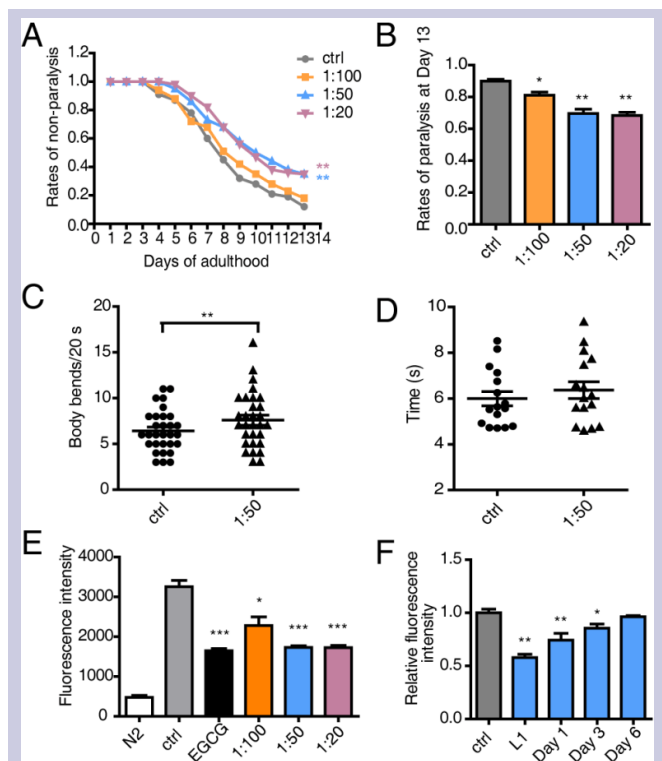 A
Rates of non-paralysis
1.2
1.0
0.8
0.6
0.4
0.2
0.0
0 1 2 3 4 5 6 7 8 9 10 11 12 13 14
Days of adulthood
ctrl
1:100
1:50
1:20
**
**
B
Rates of paralysis at Day 13
1.0
0.8
0.6
0.4
0.0
*
**
**
ctrl
1:100
1:50
1:20
C
Body bends/20 s
20
15
10
5
0
**
ctrl
1:50
D
Time (s)
10
8
6
4
2
ctrl
1:50
E
Fluorescence intensity
4000
3000
2000
1000
0
***
*
***
***
N2
ctrl
EGCG
1:100
1:50
1:20
F
Relative fluorescence
intensity
1.5
1.0
0.5
0.0
**
**
*
ctrl
L1
Day 1
Day 3
Day 6